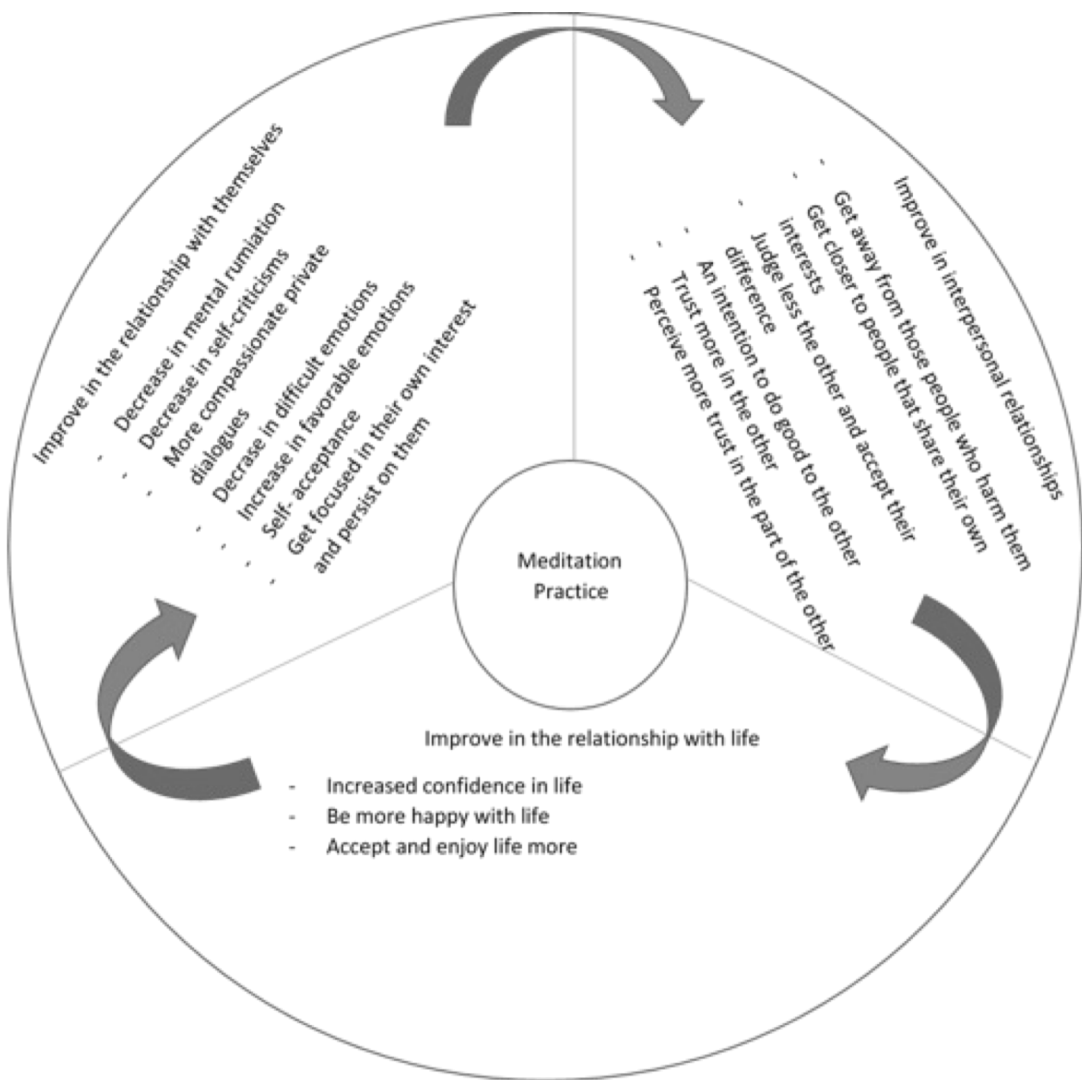 Improve in the relationship with themselves
- Decrease in mental rumiation
- Decrease in self-criticisms
- More compassionate private
dialogues
- Decrase in difficult emotions
- Increase in favorable emotions
- Self- acceptance
- Get focused in their own interest
and persist on them
Improve in interpersonal relationships
- Get away from those people who harm them
- Get closer to people that share their own
interests
- Judge less the other and accept their
difference
- An intention to do good to the other
- Trust more in the other
- Perceive more trust in the part of the other
Meditation
Practice
Improve in the relationship with life
- Increased confidence in life
- Be more happy with life
- Accept and enjoy life more